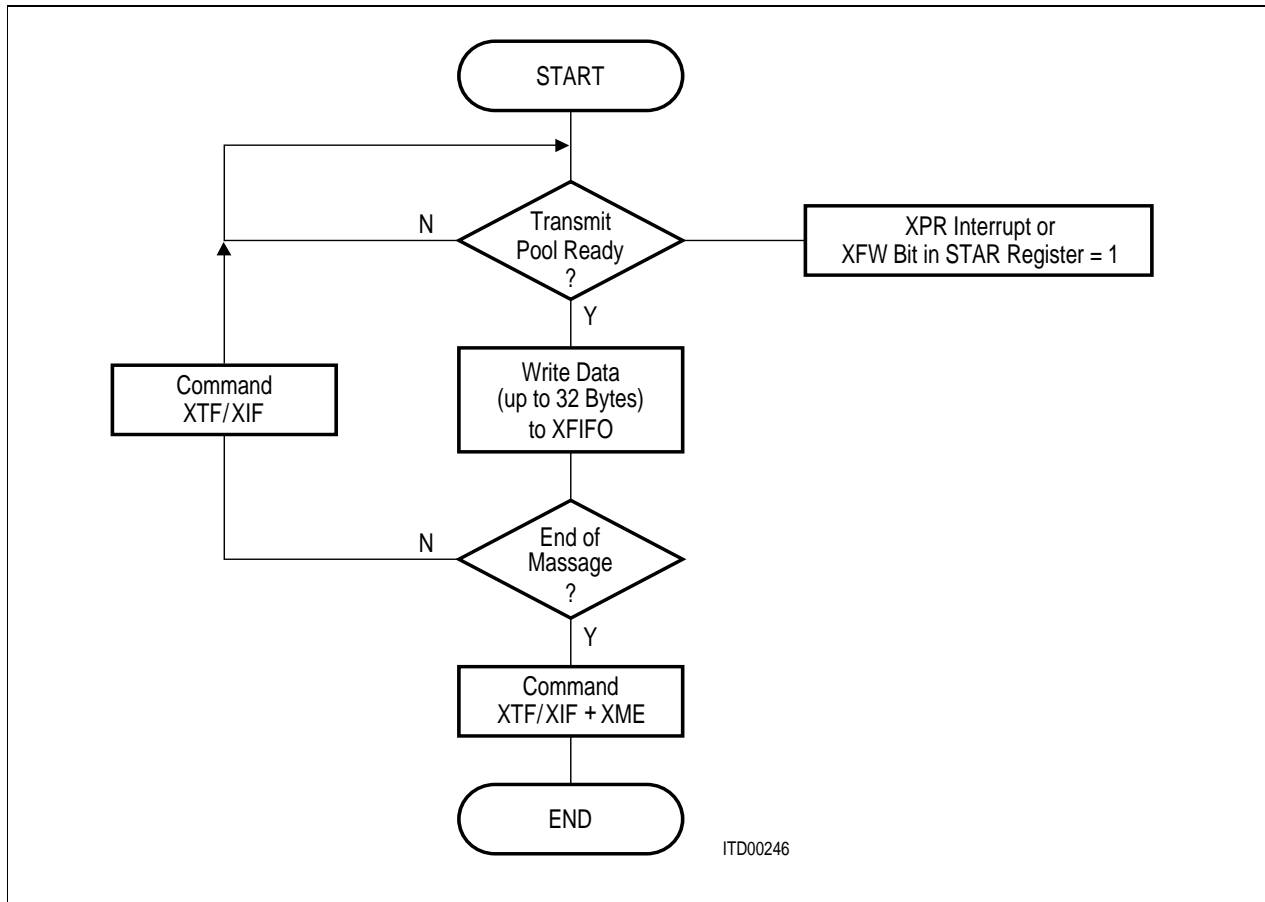 START
N
Transmit
Pool Ready
?
XPR Interrupt or
XFW Bit in STAR Register = 1
Y
Command
XTF/XIF
Write Data
(up to 32 Bytes)
to XFIFO
N
End of
Massage
?
Y
Command
XTF/XIF + XME
END
ITD00246